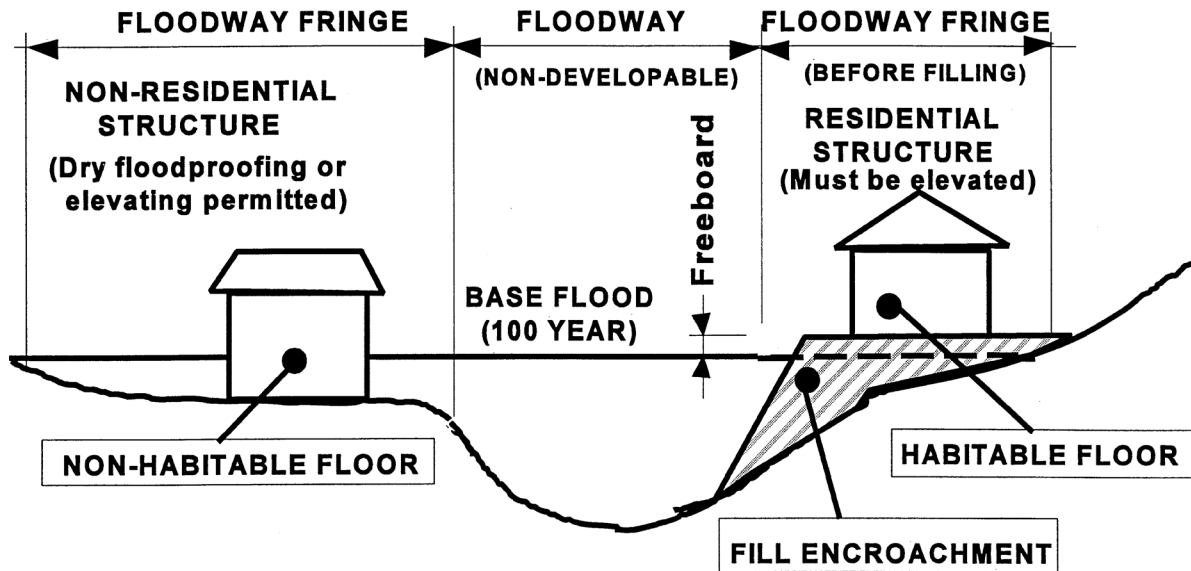 FLOODWAY FRINGE
FLOODWAY
FLOODWAY FRINGE
(NON-DEVELOPABLE)
(BEFORE FILLING)
NON-RESIDENTIAL
STRUCTURE
(Dry floodproofing or
elevating permitted)
Freeboard
RESIDENTIAL
STRUCTURE
(Must be elevated)
BASE FLOOD
(100 YEAR)
NON-HABITABLE FLOOR
HABITABLE FLOOR
FILL ENCROACHMENT